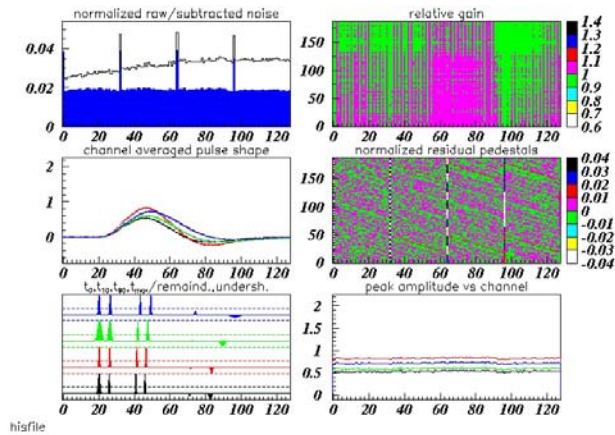 normalized raw/subtracted noise
0.04
0.02
0
0 20 40 60 80 100 120
relative gain
150
100
50
0
0 20 40 60 80 100 120
1.4
1.3
1.2
1.1
1
0.9
0.8
0.7
0.6
channel averaged pulse shape
2
1
0
0 20 40 60 80 100 120
normalized residual pedestals
150
100
50
0
0 20 40 60 80 100 120
0.04
0.03
0.02
0.01
0
-0.01
-0.02
-0.03
-0.04
/remaind.,undersh.
0 20 40 60 80 100 120
peak amplitude vs channel
2
1.5
1
0.5
0
0 20 40 60 80 100 120
hisfile